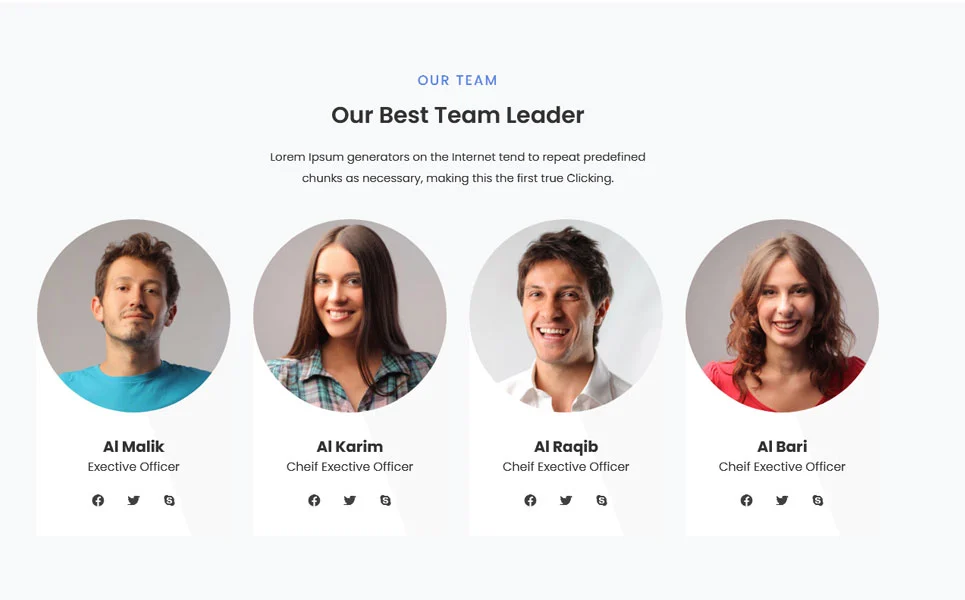 OUR TEAM
Our Best Team Leader
Lorem Ipsum generators on the Internet tend to repeat predefined
chunks as necessary, making this the first true Clicking.
Al Malik
Exective Officer
Al Karim
Cheif Exective Officer
Al Raqib
Cheif Exective Officer
Al Bari
Cheif Exective Officer